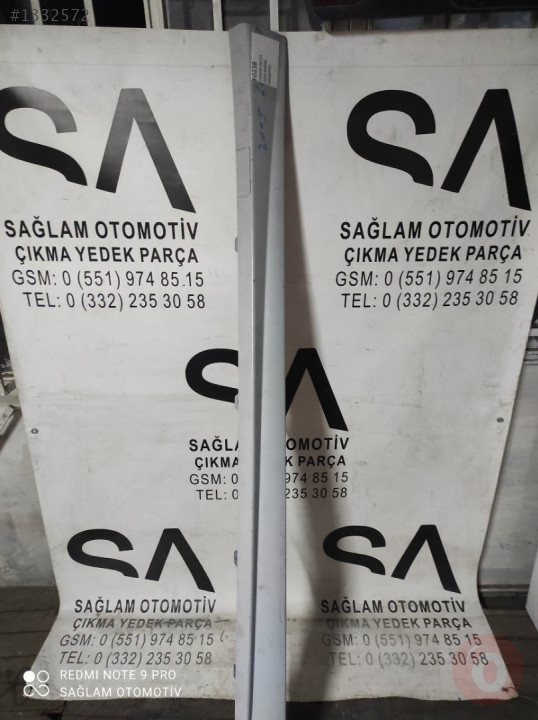 #1332572
SA
SAĞLAM OTOMOTİV
ÇIKMA YEDEK PARÇA
GSM: 0 (551) 974 85.15
TEL: 0 (332) 235 30 58
SA
SAĞLAM OTOMOTİV
ÇIKMA YEDEK PARÇA
GSM: 0 (551) 974 85 15
TEL: 0 (332) 235 30 58
SA
SAĞLA OTOMOTİV
ÇIKMA K PARÇA
GSM: 0 974 85 15
TEL: 0 235 30 58
SA
SAĞLAM OTOMOTİV
ÇIKMA YEDEK PARÇA
GSM: 0 (551) 974 85 15
TEL: 0 (332) 235 30 58
SA
SAĞLAM OTOMOTİV
ÇIKMA YEDEK PARÇA
GSM: 0 (551) 974 85 15
TEL: 0 (332) 235 30 58
REDMI NOTE 9 PRO
SAĞLAM OTOMOTİV